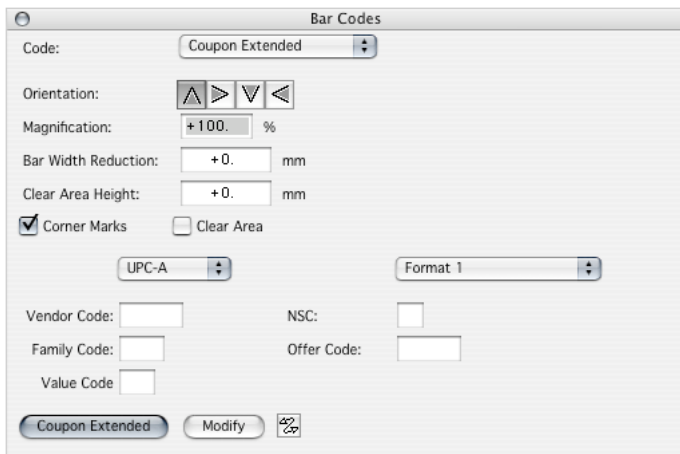 Bar Codes
Code: Coupon Extended
Orientation:
Magnification: +100. %
Bar Width Reduction: +0. mm
Clear Area Height: +0. mm
Corner Marks Clear Area
UPC-A Format 1
Vendor Code: NSC:
Family Code: Offer Code:
Value Code
Coupon Extended Modify